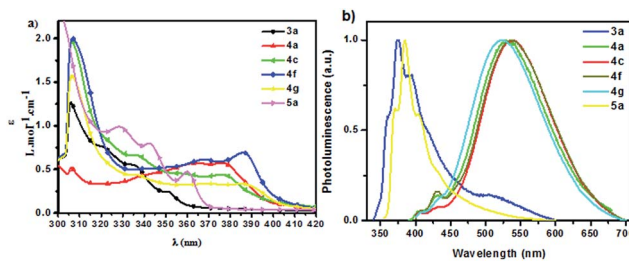 a)
3a
4a
4c
4f
4g
5a
2.0
1.5
1.0
0.5
0.0
300 310 320 330 340 350 360 370 380 390 400 410 420
ε
L.mol⁻¹.cm⁻¹
λ (nm)
b)
3a
4a
4c
4f
4g
5a
1.0
0.5
0.0
350 400 450 500 550 600 650 700
Photoluminescence (a.u.)
Wavelength (nm)